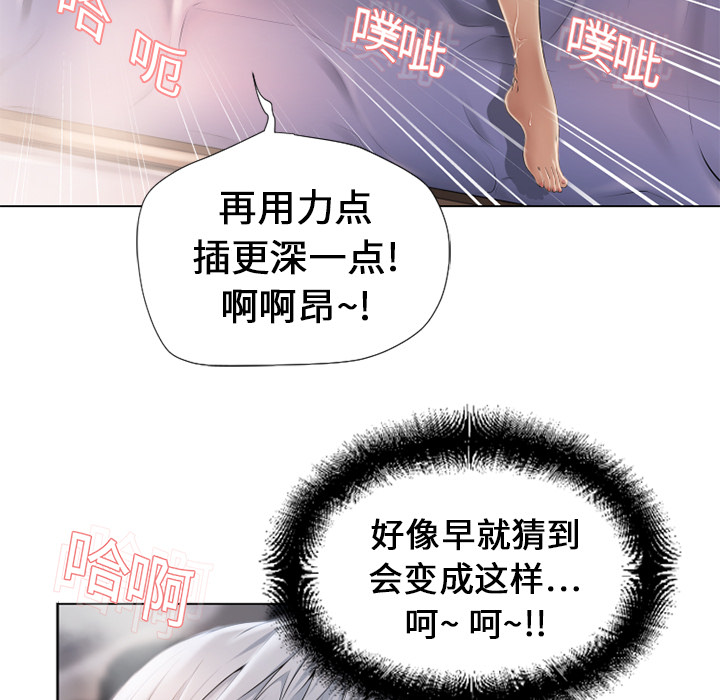 哈 呃
噗呲
噗呲
再用力点
插更深一点!
啊啊昂~!
好像早就猜到
会变成这样...
呵~ 呵~!!
哈啊